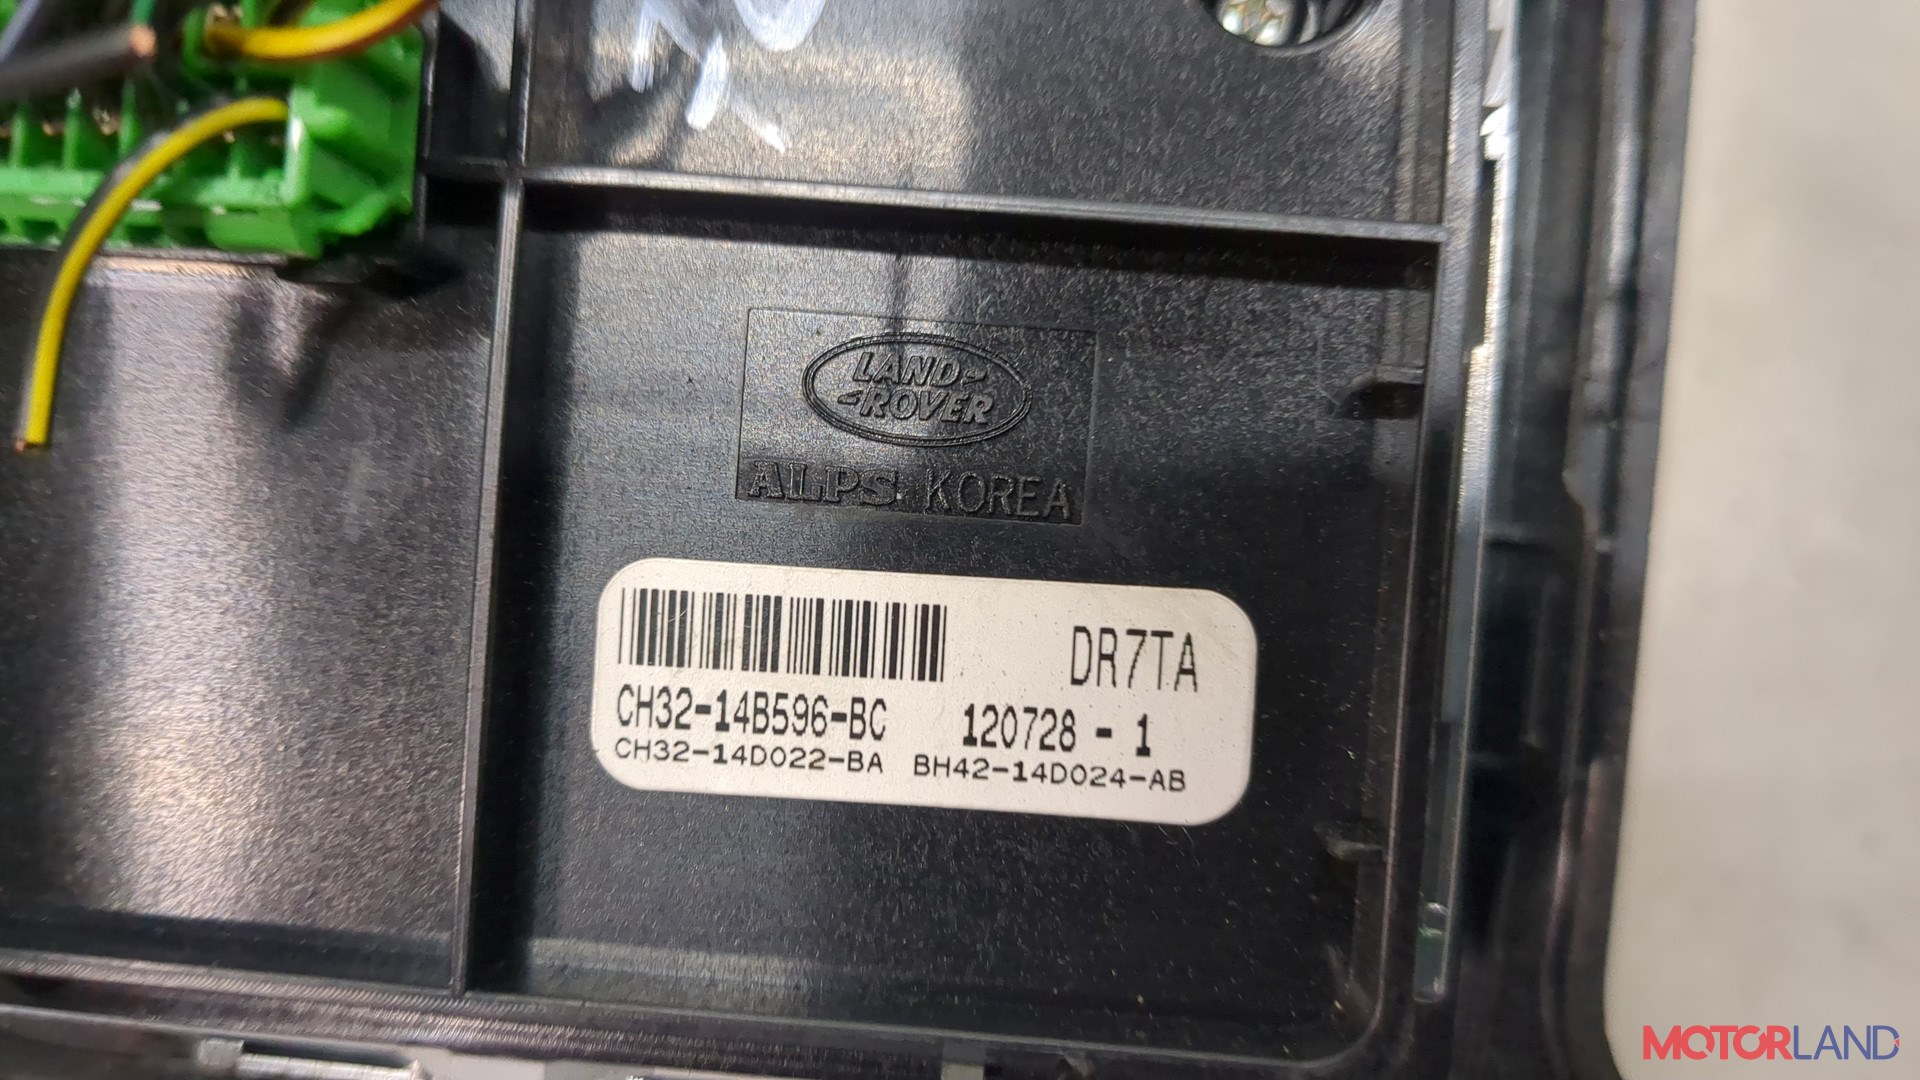 LAND-
-ROVER
ALPS KOREA
DR7TA
CH32-14B596-BC 120728 - 1
CH32-14D022-BA BH42-14D024-AB
MOTORLAND